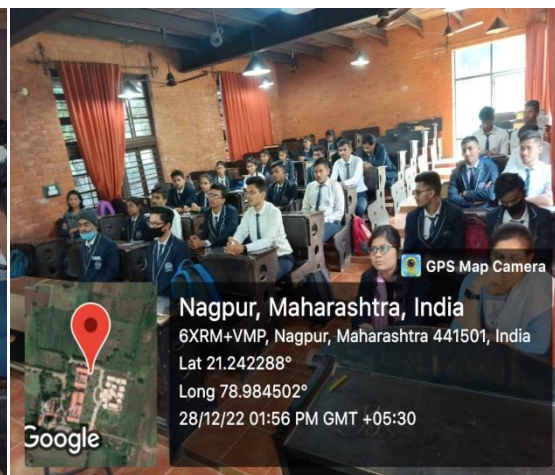 GPS Map Camera
Nagpur, Maharashtra, India
6XRM+VMP, Nagpur, Maharashtra 441501, India
Lat 21.242288°
Long 78.984502°
28/12/22 01:56 PM GMT +05:30
Google